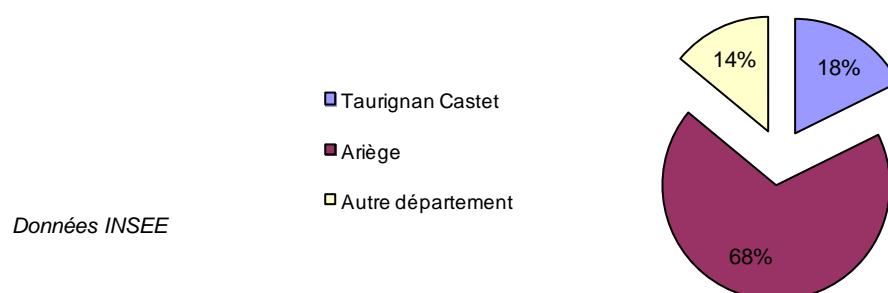 14%
18%
Taurignan Castet
Ariège
Autre département
Données INSEE
68%